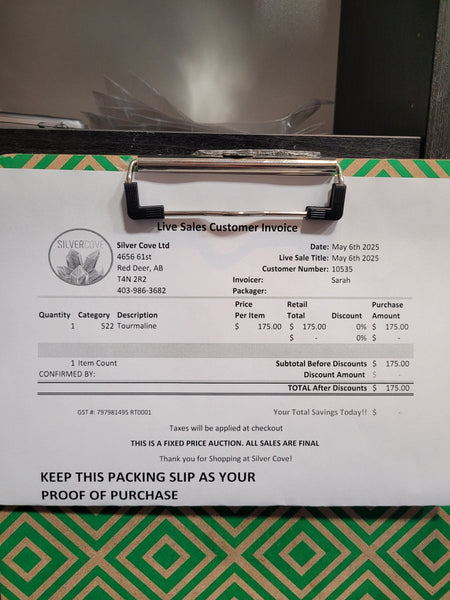 Live Sales Customer Invoice
SILVERCOVE
Silver Cove Ltd
4656 61st
Red Deer, AB
T4N 2R2
403-986-3682
Date: May 6th 2025
Live Sale Title: May 6th 2025
Customer Number: 10535
Invoicer: Sarah
Packager:
Quantity Category Description Price Per Item Retail Total Discount Purchase Amount
1 522 Tourmaline $ 175.00 $ 175.00 0% $ 175.00
$ - 0% $ -
1 Item Count Subtotal Before Discounts $ 175.00
CONFIRMED BY: Discount Amount $ -
TOTAL After Discounts $ 175.00
GST #: 797981495 RT0001 Your Total Savings Today!! $ -
Taxes will be applied at checkout
THIS IS A FIXED PRICE AUCTION. ALL SALES ARE FINAL
Thank you for Shopping at Silver Cove!
KEEP THIS PACKING SLIP AS YOUR
PROOF OF PURCHASE